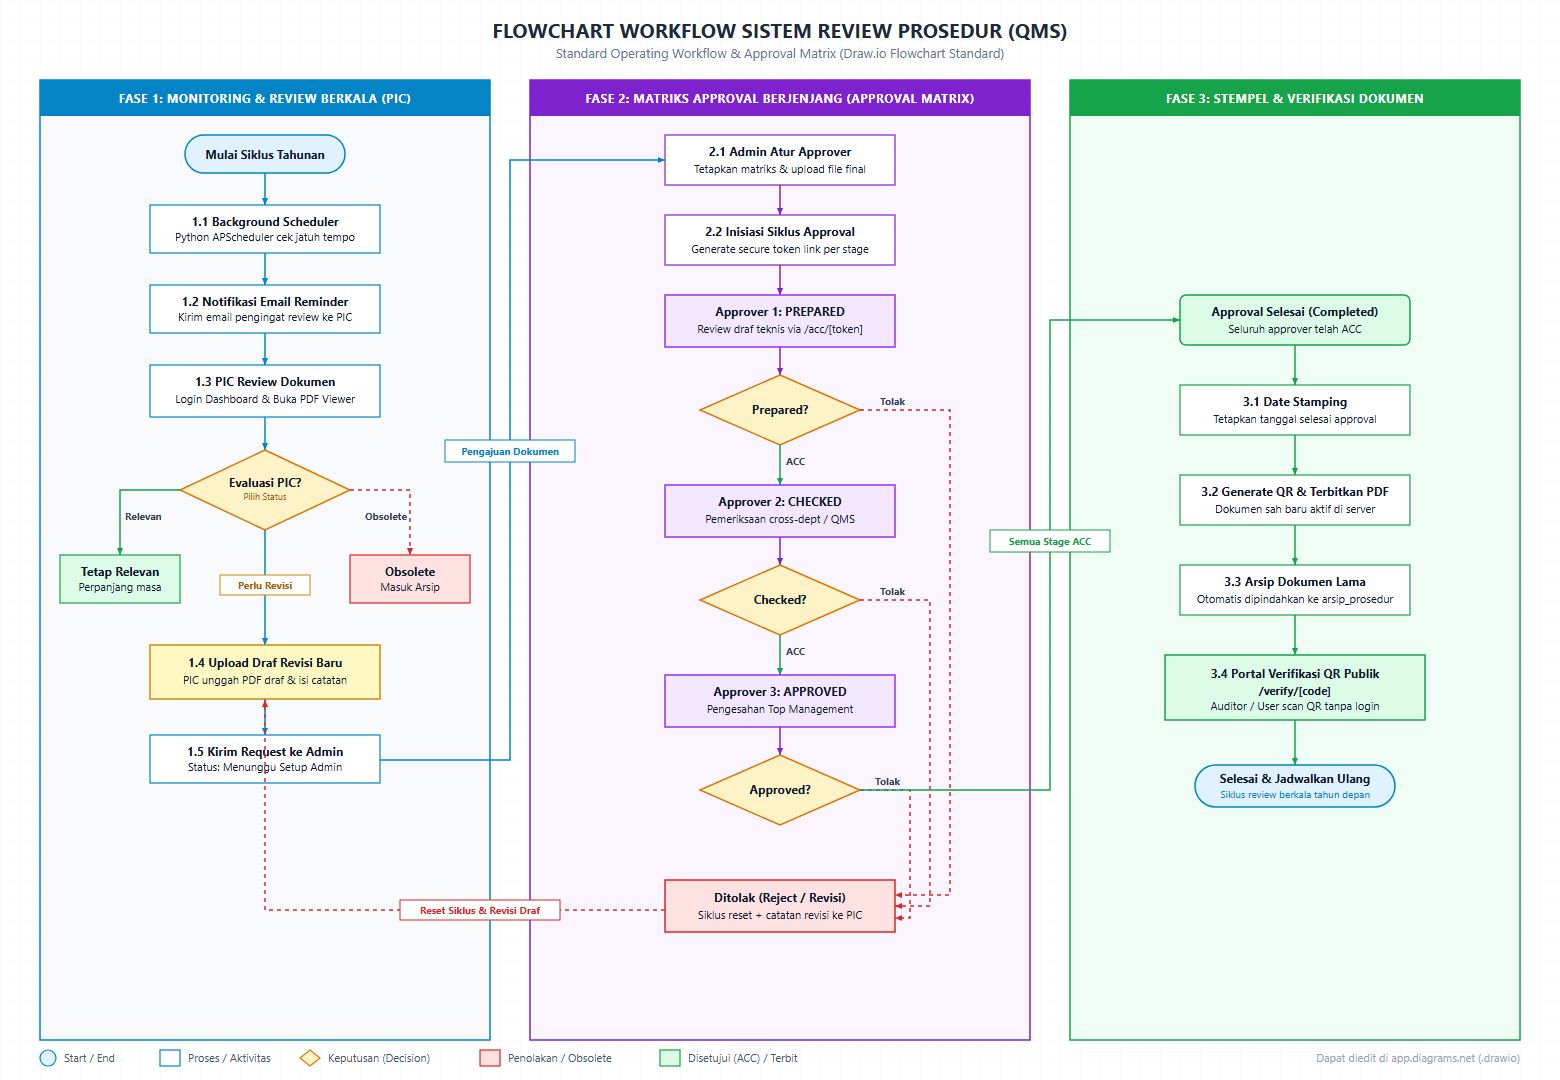 FLOWCHART WORKFLOW SISTEM REVIEW PROSEDUR (QMS)
Standard Operating Workflow & Approval Matrix (Draw.io Flowchart Standard)
FASE 1: MONITORING & REVIEW BERKALA (PIC)
Mulai Siklus Tahunan
1.1 Background Scheduler
Python APScheduler cek jatuh tempo
1.2 Notifikasi Email Reminder
Kirim email pengingat review ke PIC
1.3 PIC Review Dokumen
Login Dashboard & Buka PDF Viewer
Evaluasi PIC?
Pilih Status
Relevan
Obsolete
Tetap Relevan
Perpanjang masa
Perlu Revisi
Obsolete
Masuk Arsip
1.4 Upload Draf Revisi Baru
PIC unggah PDF draf & isi catatan
1.5 Kirim Request ke Admin
Status: Menunggu Setup Admin
Pengajuan Dokumen
Reset Siklus & Revisi Draf
FASE 2: MATRIKS APPROVAL BERJENJANG (APPROVAL MATRIX)
2.1 Admin Atur Approver
Tetapkan matriks & upload file final
2.2 Inisiasi Siklus Approval
Generate secure token link per stage
Approver 1: PREPARED
Review draf teknis via /acc/[token]
Prepared?
Tolak
ACC
Approver 2: CHECKED
Pemeriksaan cross-dept / QMS
Checked?
Tolak
ACC
Approver 3: APPROVED
Pengesahan Top Management
Approved?
Tolak
Ditolak (Reject / Revisi)
Siklus reset + catatan revisi ke PIC
Semua Stage ACC
FASE 3: STEMPEL & VERIFIKASI DOKUMEN
Approval Selesai (Completed)
Seluruh approver telah ACC
3.1 Date Stamping
Tetapkan tanggal selesai approval
3.2 Generate QR & Terbitkan PDF
Dokumen sah baru aktif di server
3.3 Arsip Dokumen Lama
Otomatis dipindahkan ke arsip_prosedur
3.4 Portal Verifikasi QR Publik
/verify/[code]
Auditor / User scan QR tanpa login
Selesai & Jadwalkan Ulang
Siklus review berkala tahun depan
Start / End
Proses / Aktivitas
Keputusan (Decision)
Penolakan / Obsolete
Disetujui (ACC) / Terbit
Dapat diedit di app.diagrams.net (.drawio)